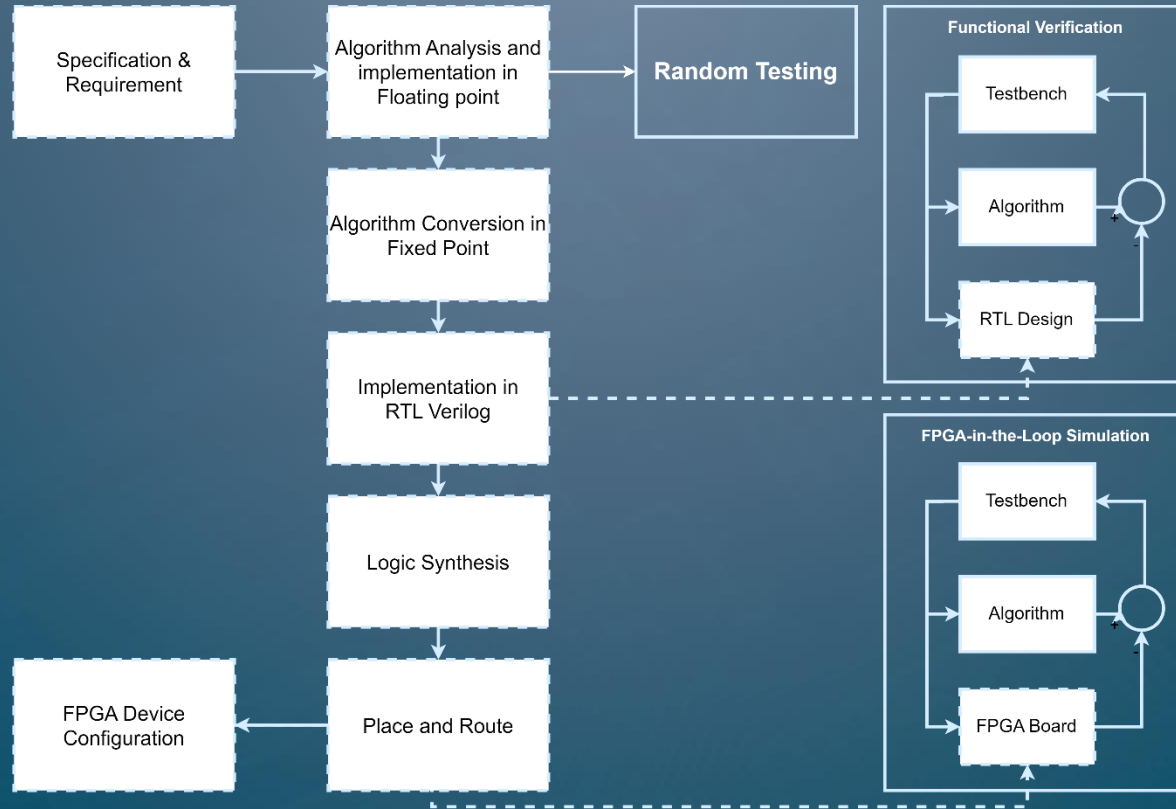 Specification &
Requirement
Algorithm Analysis and
implementation in
Floating point
Random Testing
Algorithm Conversion in
Fixed Point
Implementation in
RTL Verilog
Logic Synthesis
Place and Route
FPGA Device
Configuration
Functional Verification
Testbench
Algorithm
+
-
RTL Design
FPGA-in-the-Loop Simulation
Testbench
Algorithm
+
-
FPGA Board